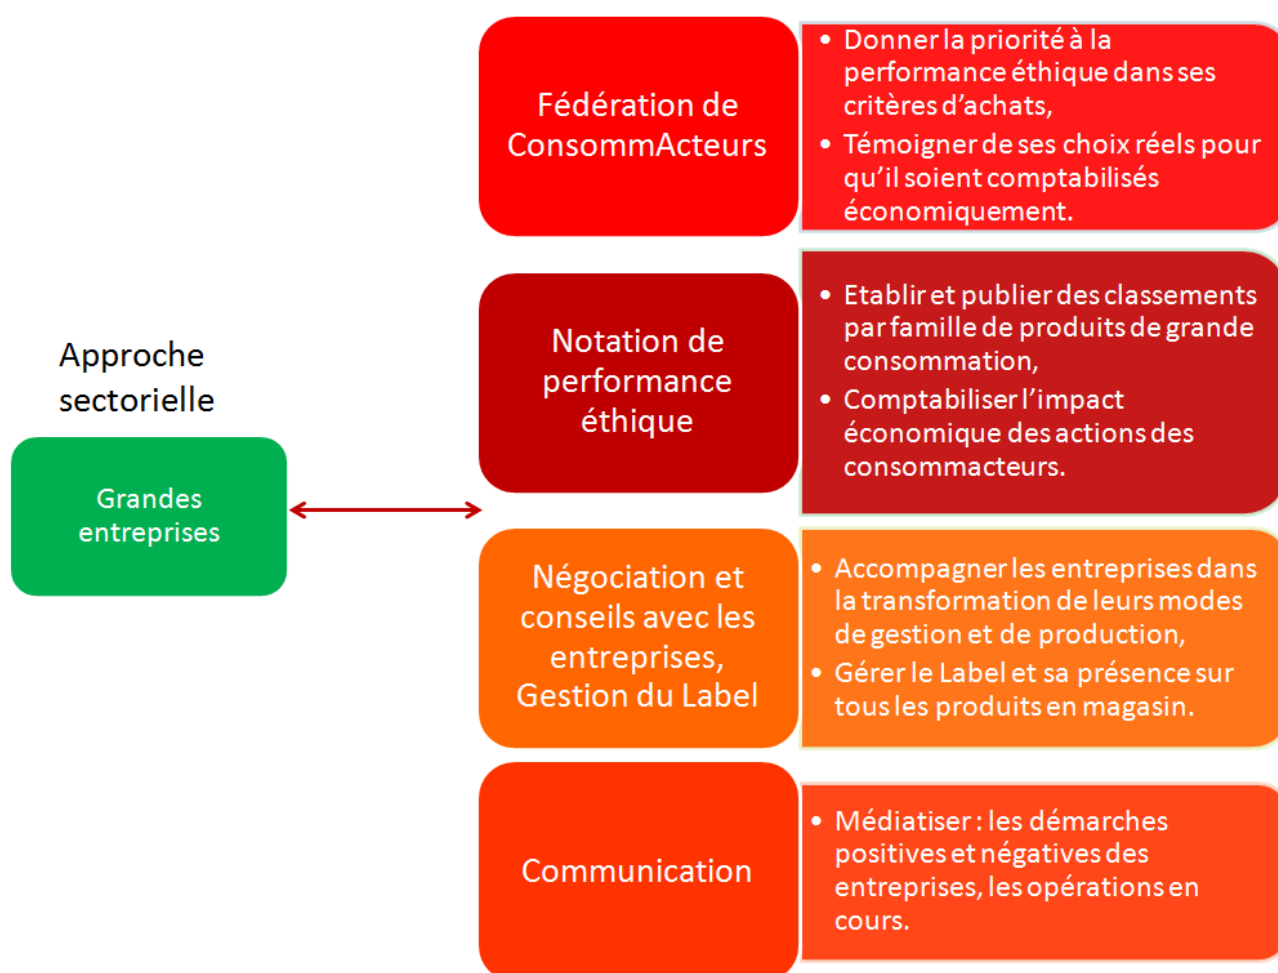 Approche
sectorielle
Grandes
entreprises
Fédération de
ConsommActeurs
• Donner la priorité à la
performance éthique dans ses
critères d’achats,
• Témoigner de ses choix réels pour
qu’il soient comptabilisés
économiquement.
Notation de
performance
éthique
• Etablir et publier des classements
par famille de produits de grande
consommation,
• Comptabiliser l’impact
économique des actions des
consommacteurs.
Négociation et
conseils avec les
entreprises,
Gestion du Label
• Accompagner les entreprises dans
la transformation de leurs modes
de gestion et de production,
• Gérer le Label et sa présence sur
tous les produits en magasin.
Communication
• Médiatiser : les démarches
positives et négatives des
entreprises, les opérations en
cours.